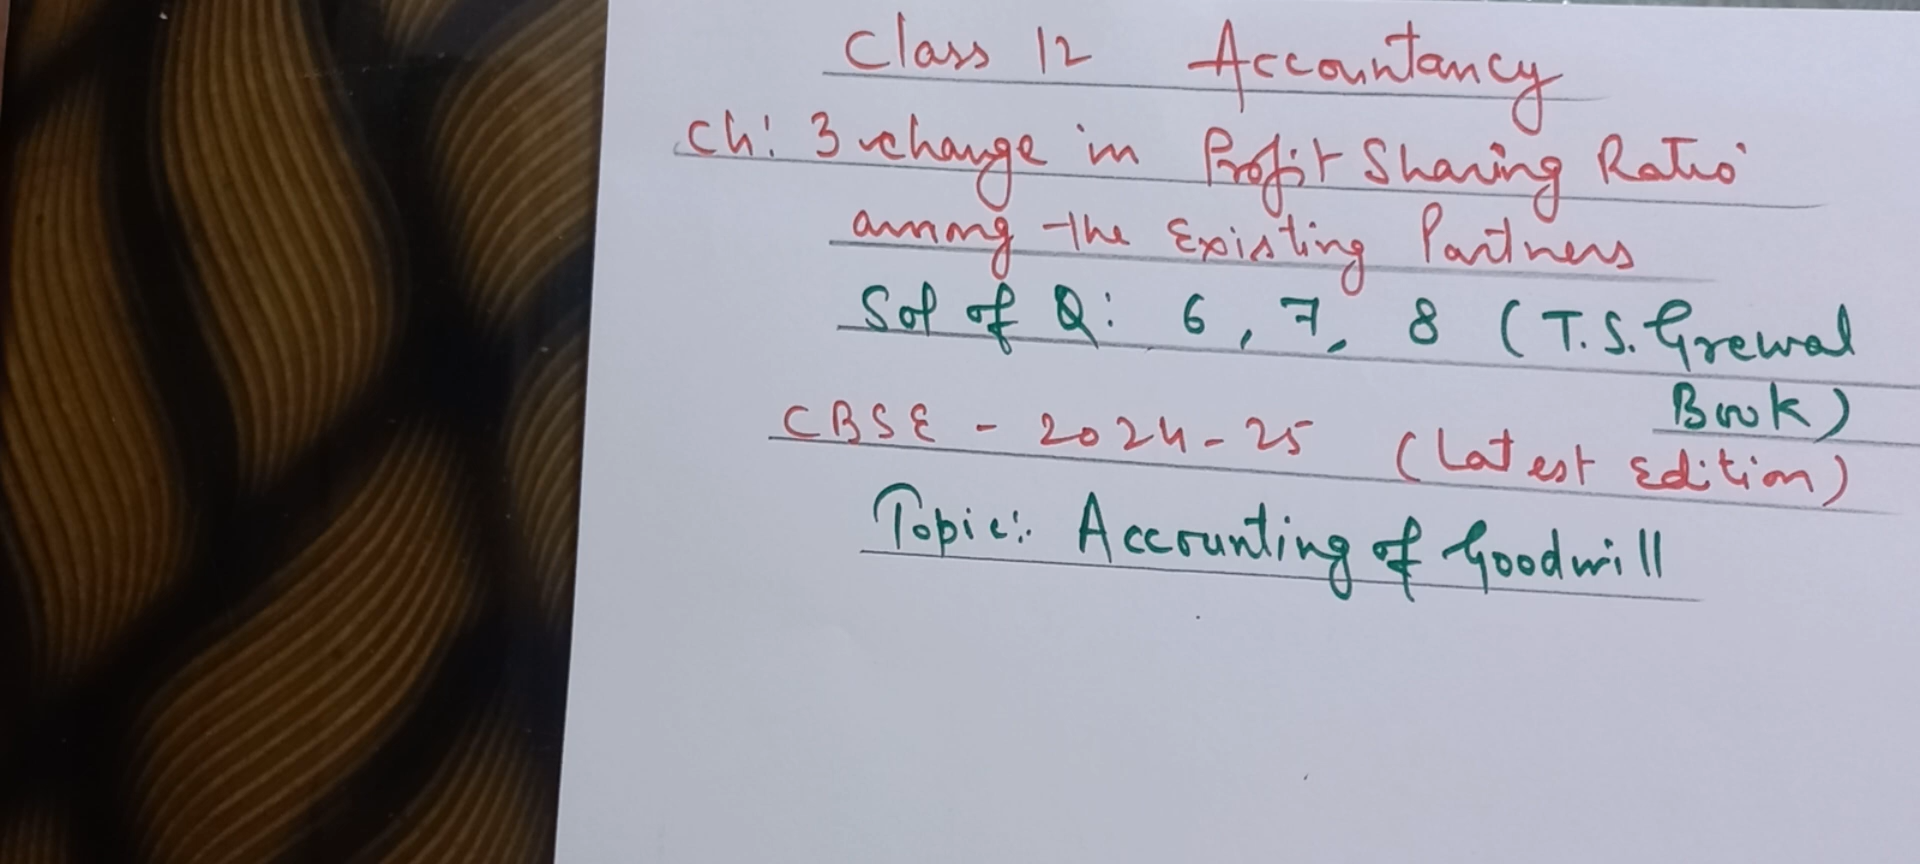 Class 12 Accountancy
Ch: 3 change in Profit Sharing Ratio
among the Existing Partners
Sol of Q: 6, 7, 8 (T.S. Grewal
Book)
CBSE - 2024-25 (Latest Edition)
Topic:- Accounting of Goodwill